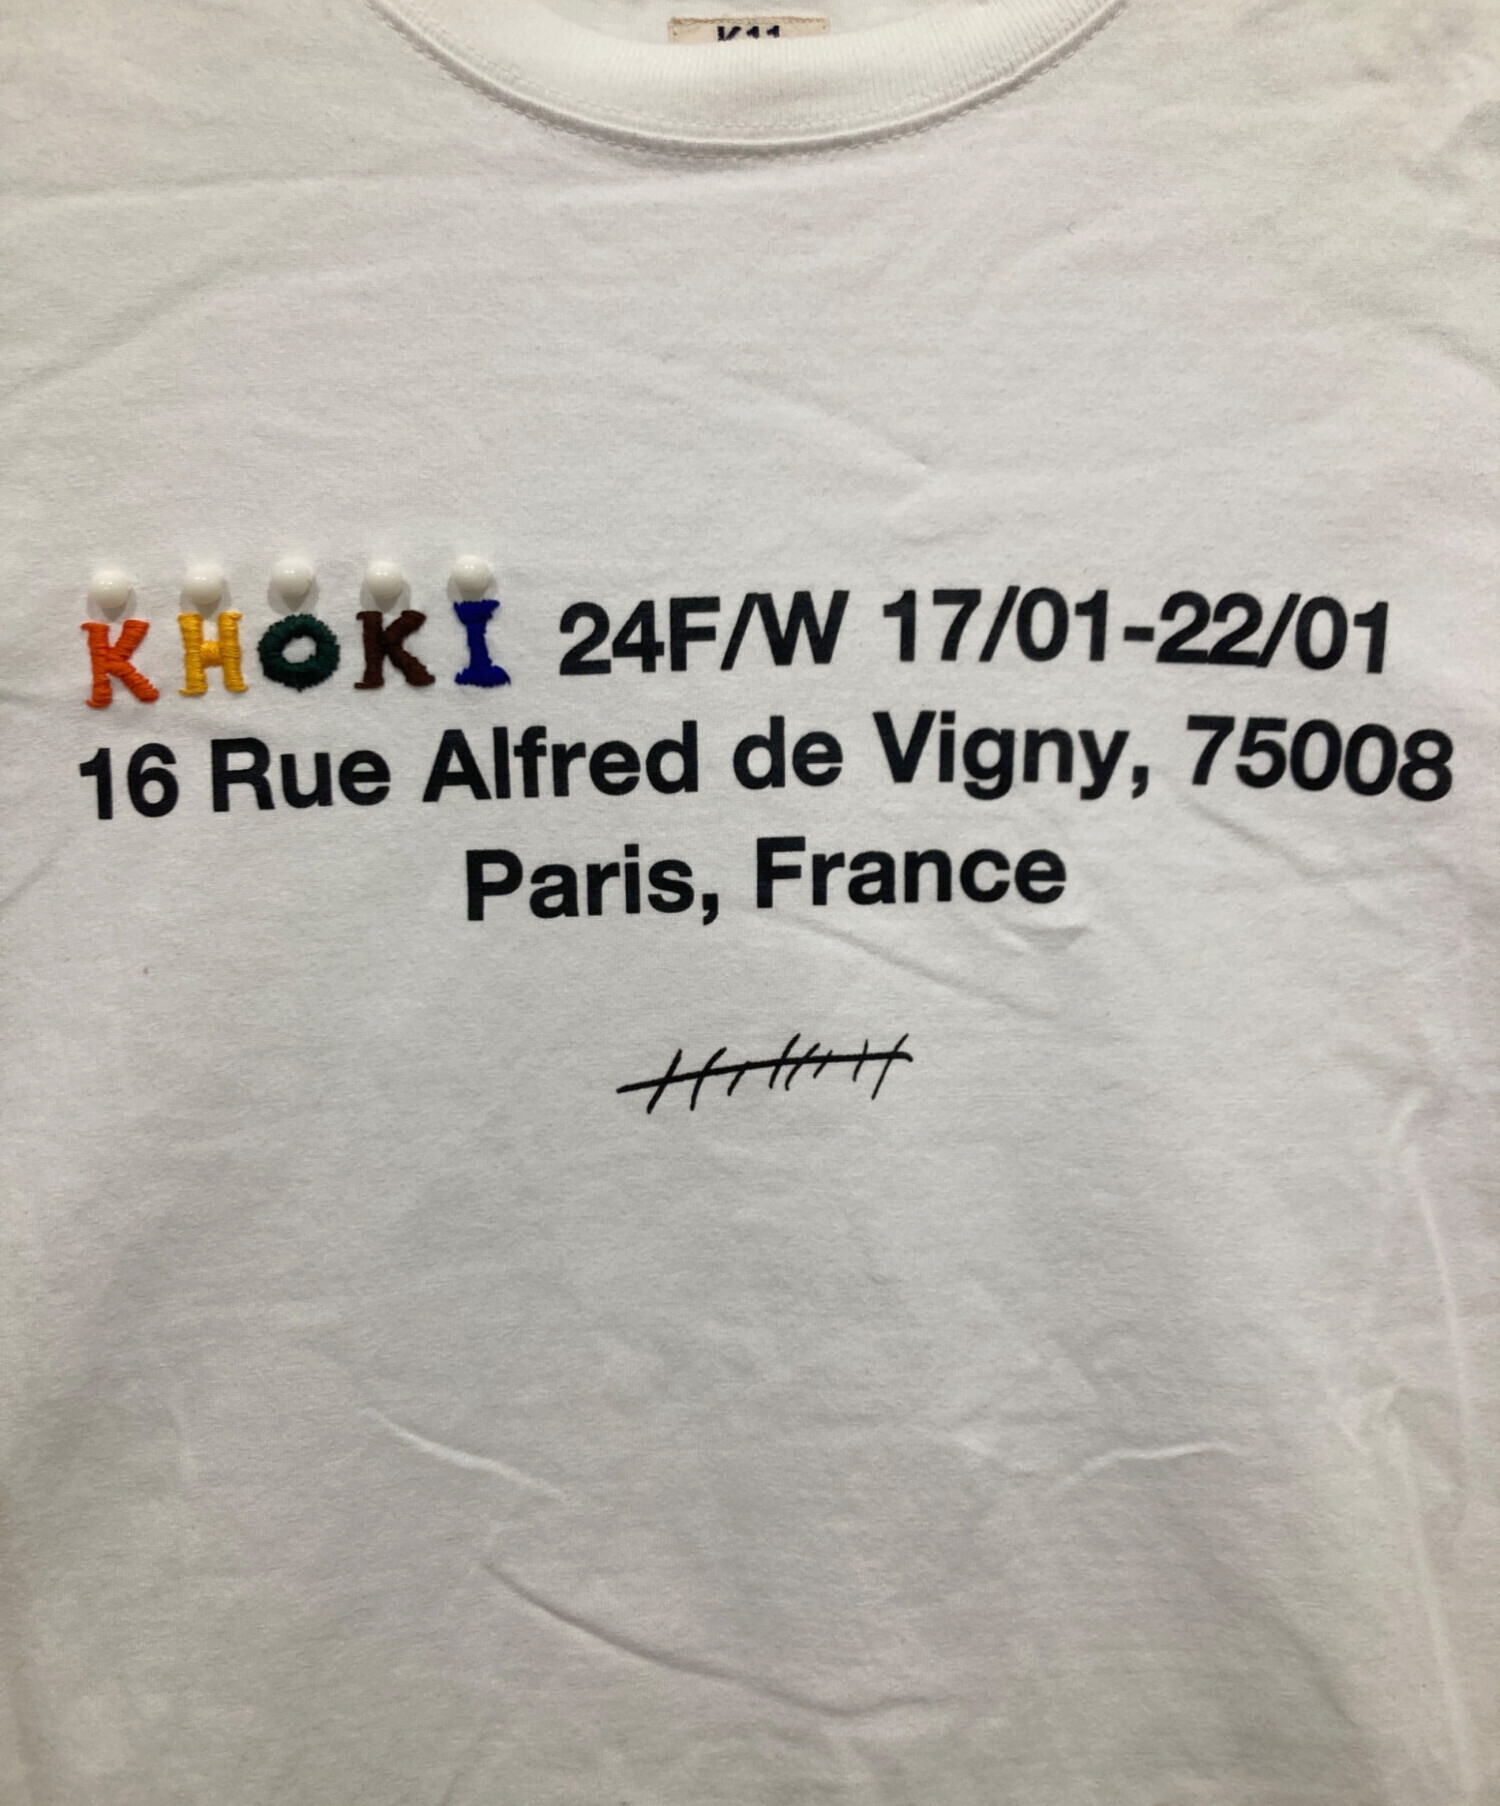 KHOKI 24F/W 17/01-22/01
16 Rue Alfred de Vigny, 75008
Paris, France